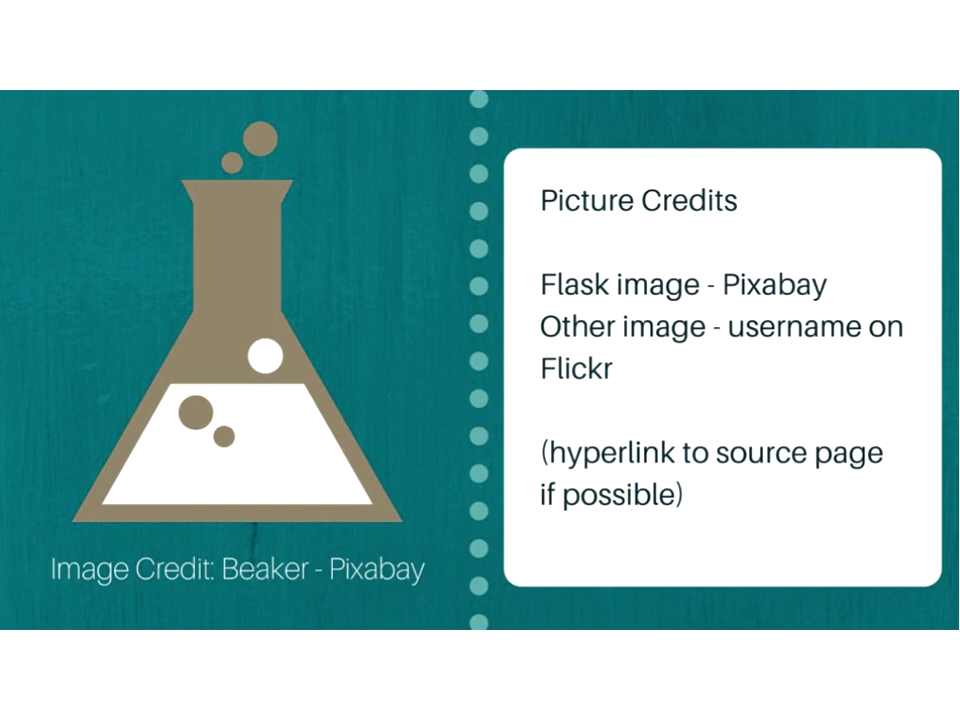 Picture Credits
Flask image - Pixabay
Other image - username on
Flickr
(hyperlink to source page
if possible)
Image Credit: Beaker - Pixabay